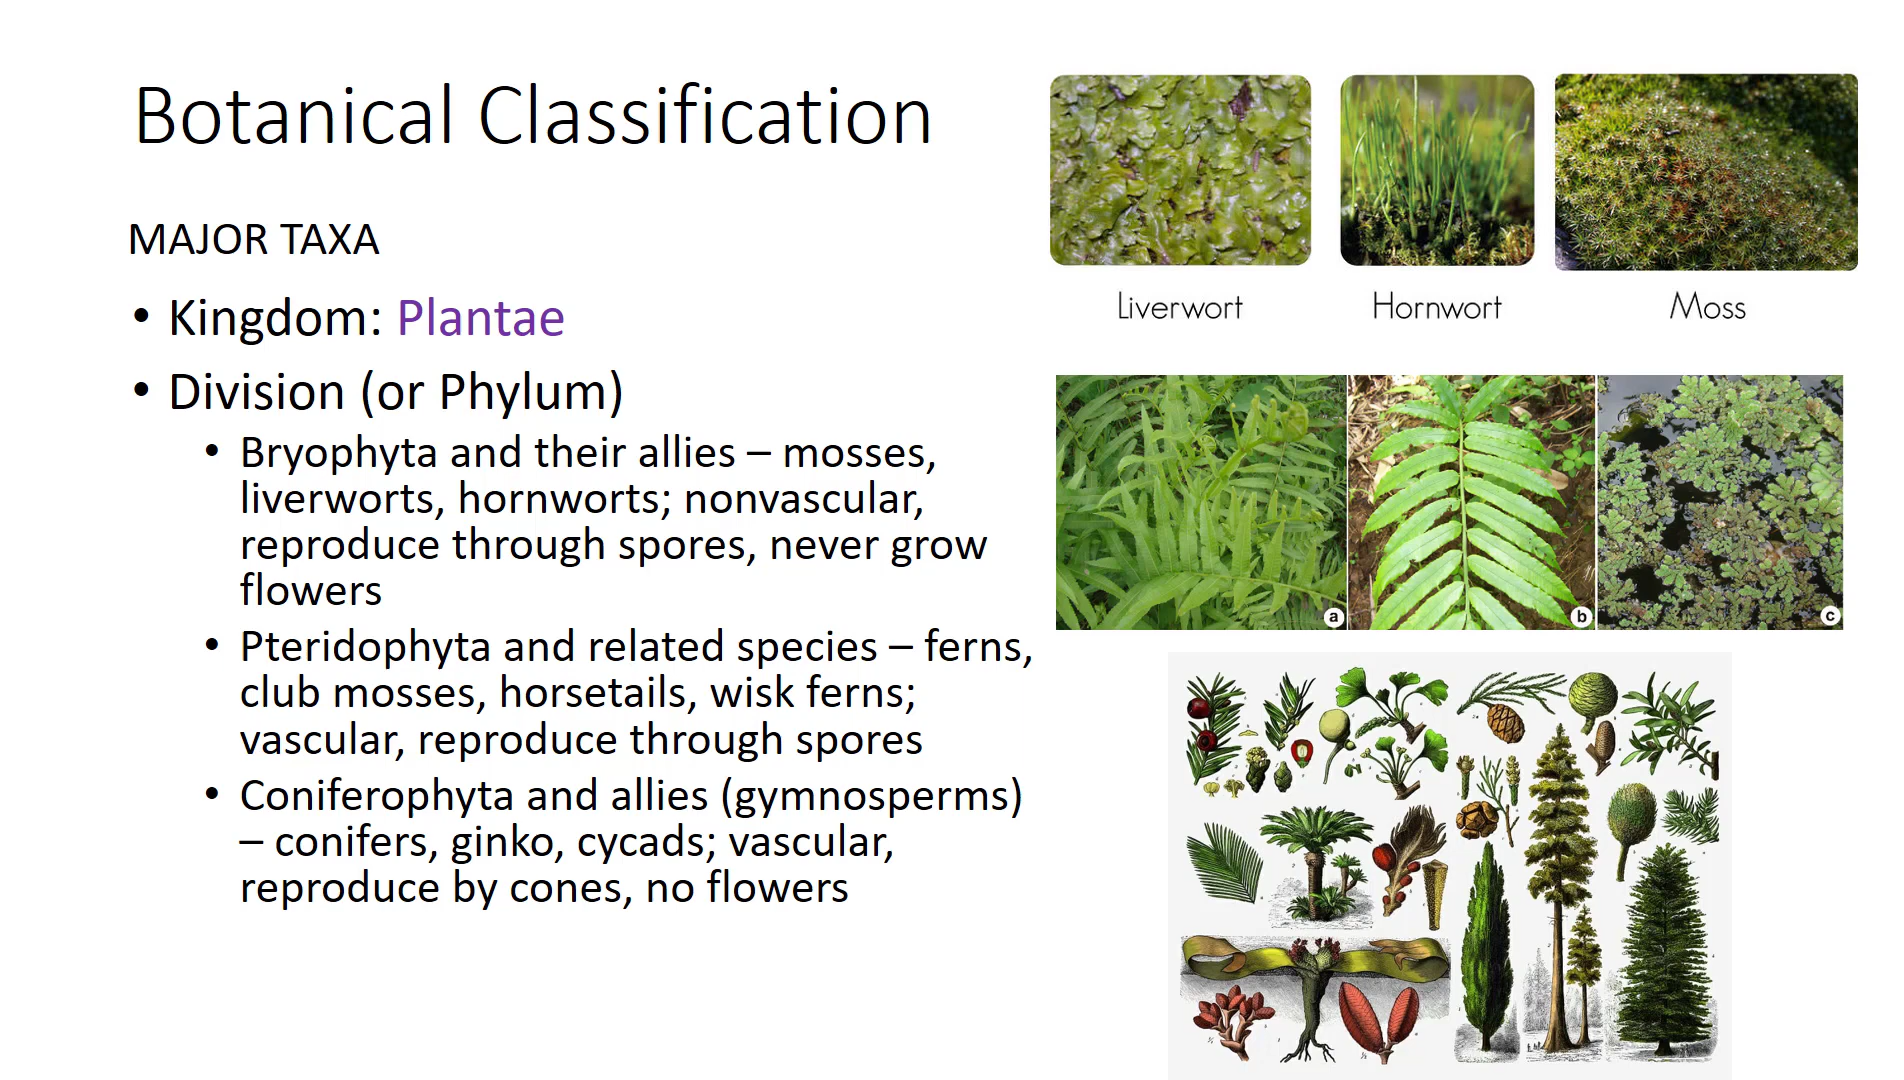 Botanical Classification
MAJOR TAXA
• Kingdom: Plantae
• Division (or Phylum)
• Bryophyta and their allies – mosses,
liverworts, hornworts; nonvascular,
reproduce through spores, never grow
flowers
• Pteridophyta and related species – ferns,
club mosses, horsetails, wisk ferns;
vascular, reproduce through spores
• Coniferophyta and allies (gymnosperms)
– conifers, ginko, cycads; vascular,
reproduce by cones, no flowers
Liverwort
Hornwort
Moss
a
b
c